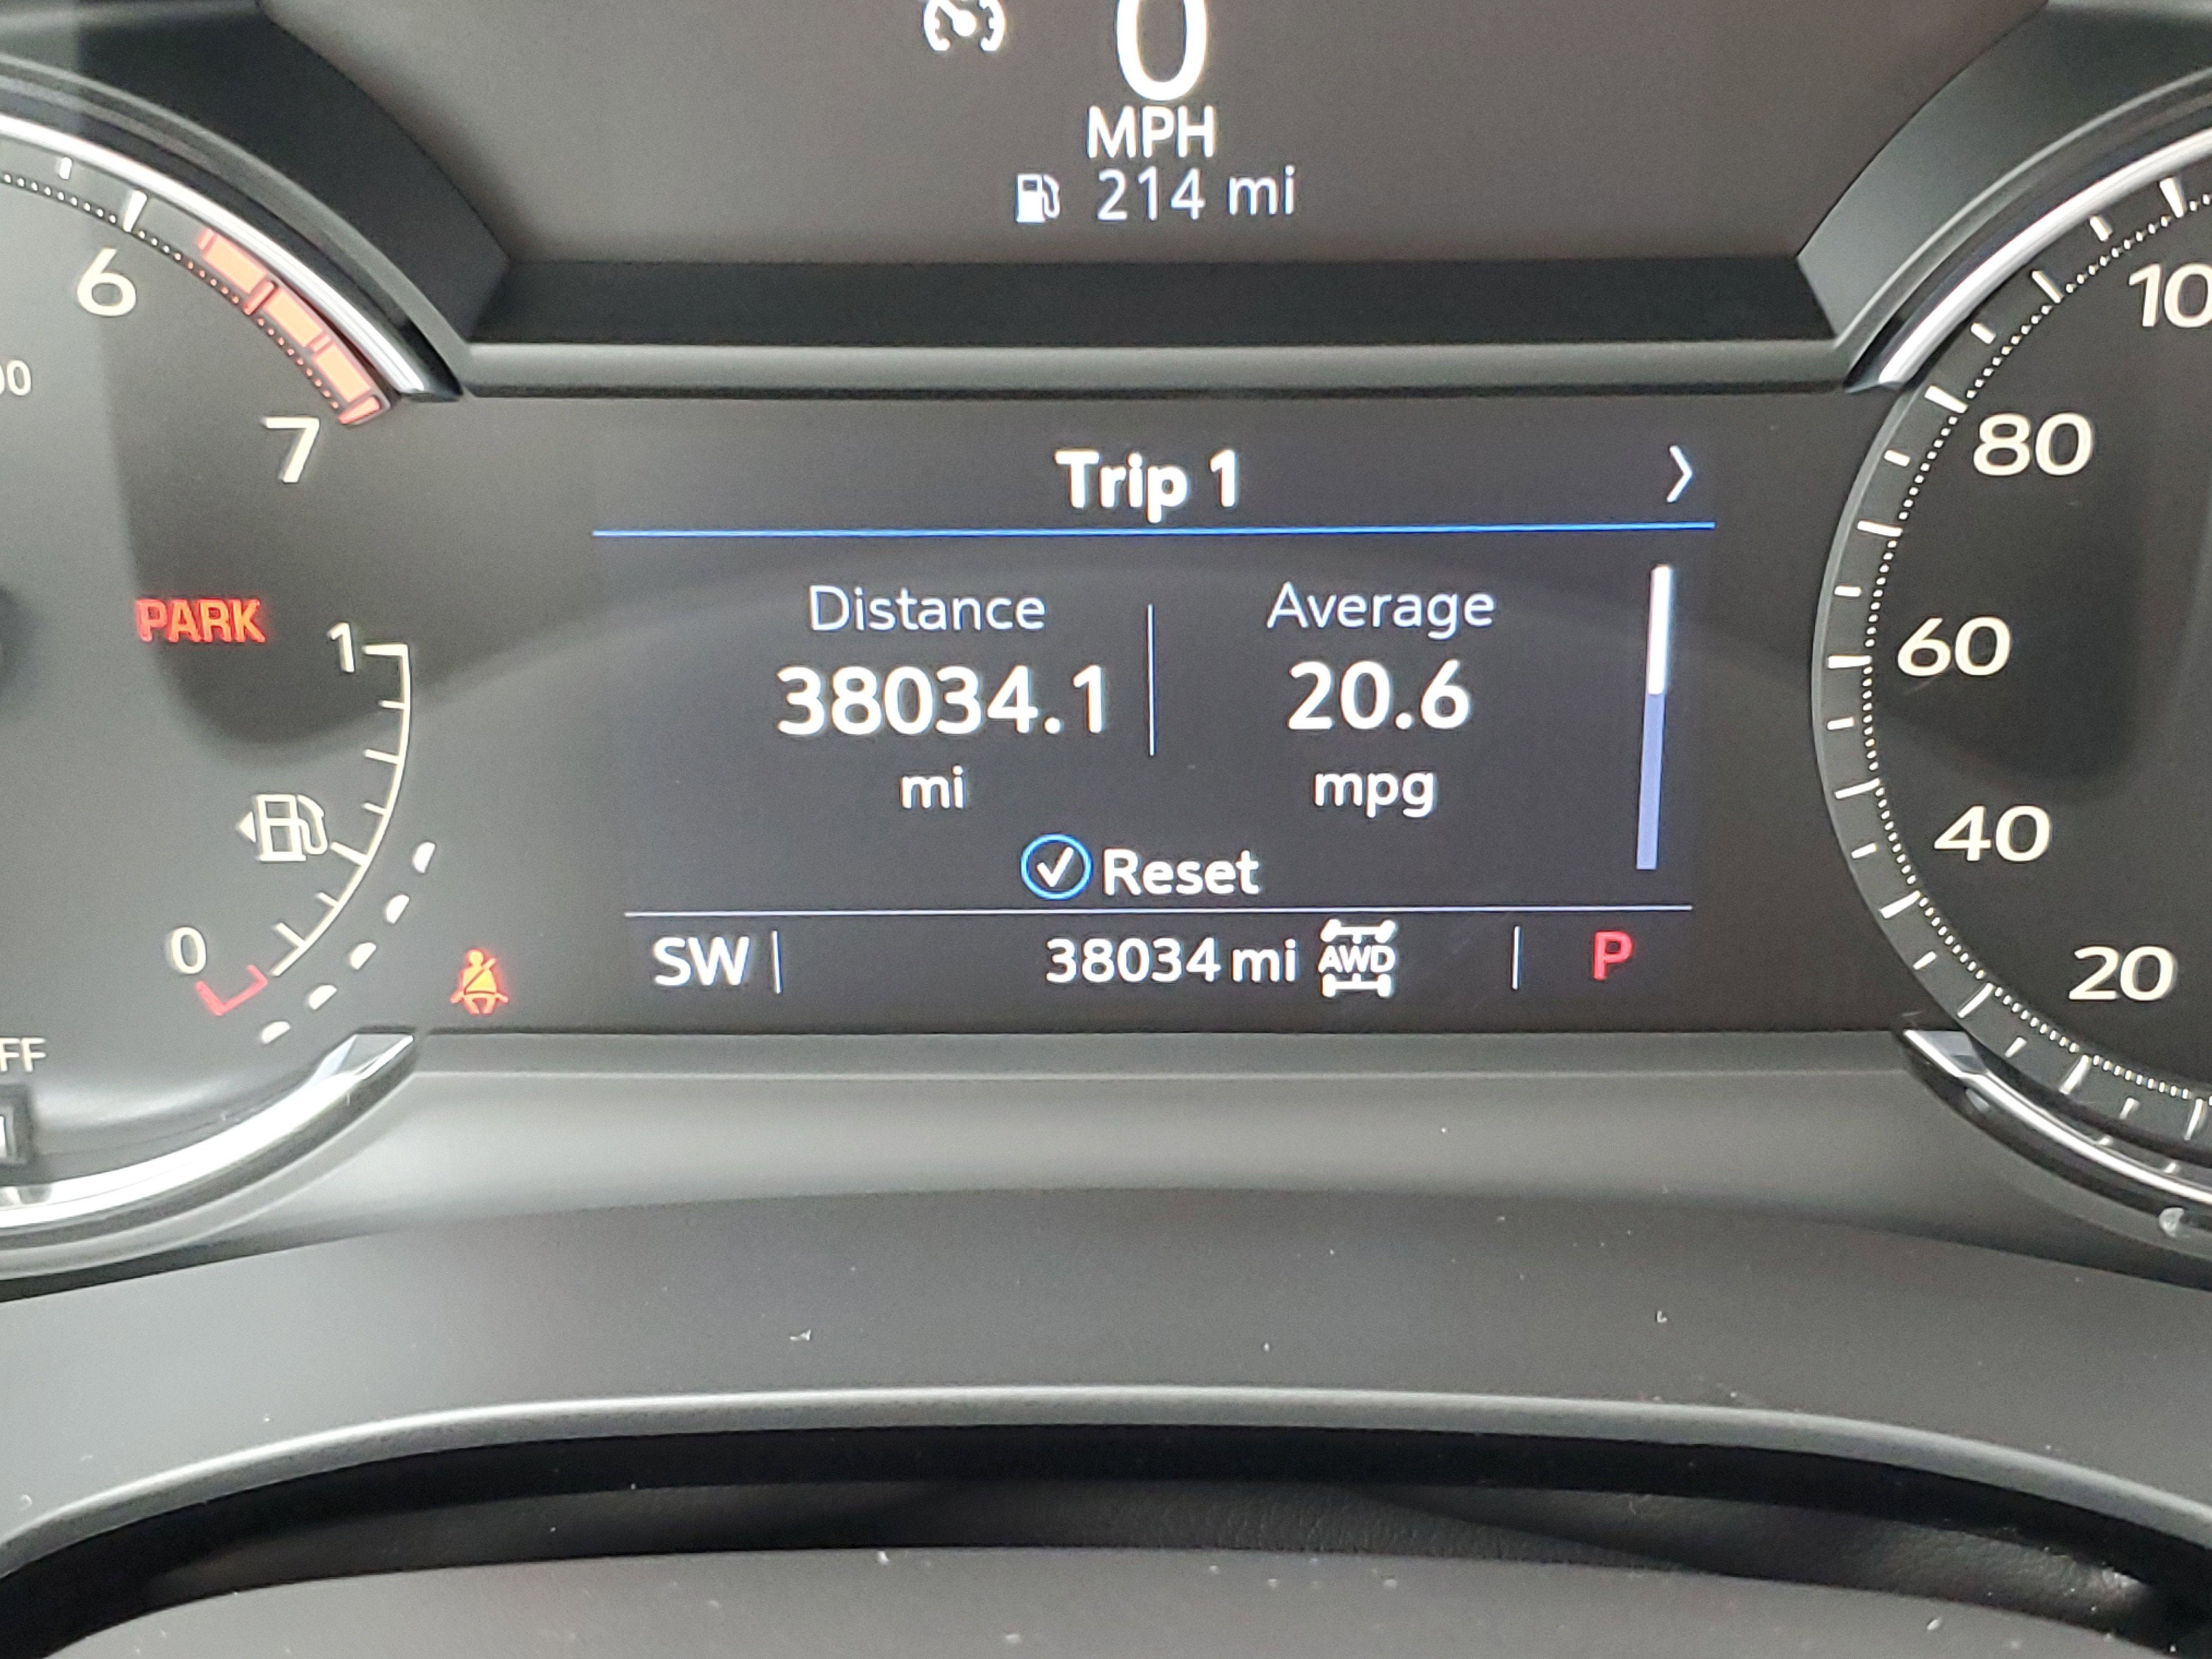 0
MPH
214 mi
6
7
10
80
60
40
20
Trip 1
Distance
Average
38034.1
20.6
mi
mpg
Reset
PARK
1
0
SW
38034 mi
AWD
P